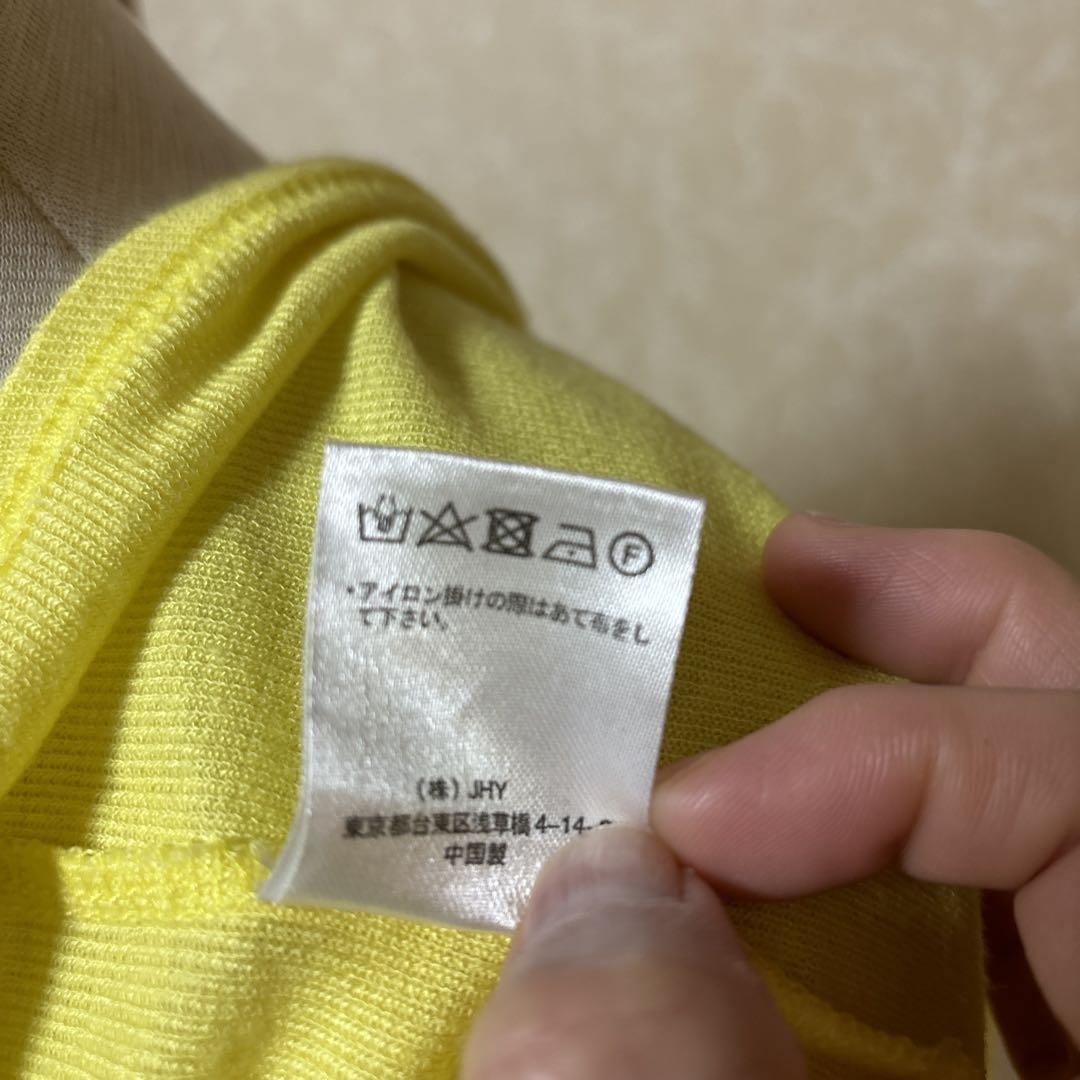 F
・アイロン掛けの際はあて布をし
て下さい。
(株) JHY
東京都台東区浅草橋4-14-
中国製